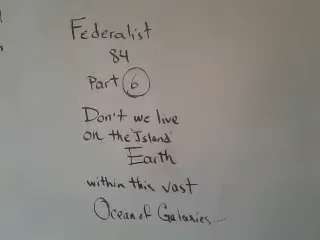 Federalist
84
Part 6
Don't we live
on the 'Island'
Earth
within this vast
Ocean of Galaxies...